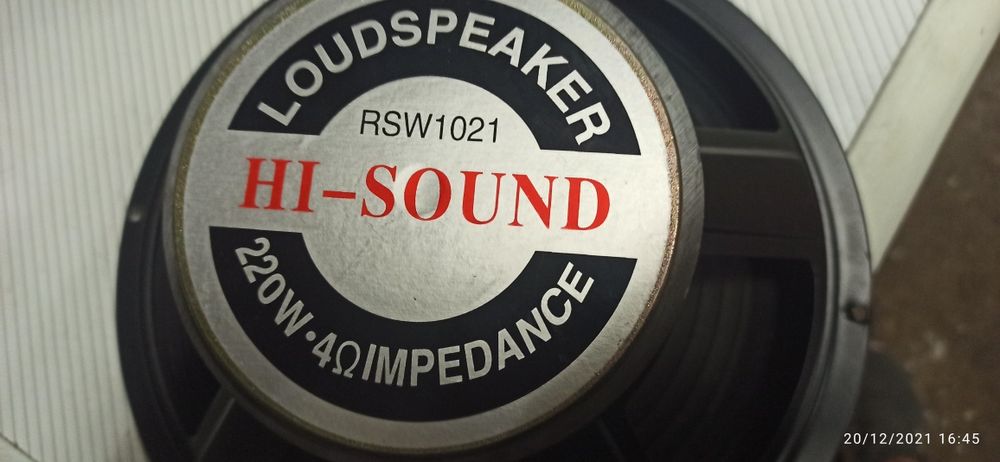 LOUDSPEAKER
RSW1021
HI-SOUND
220W•4ΩIMPEDANCE
20/12/2021 16:45